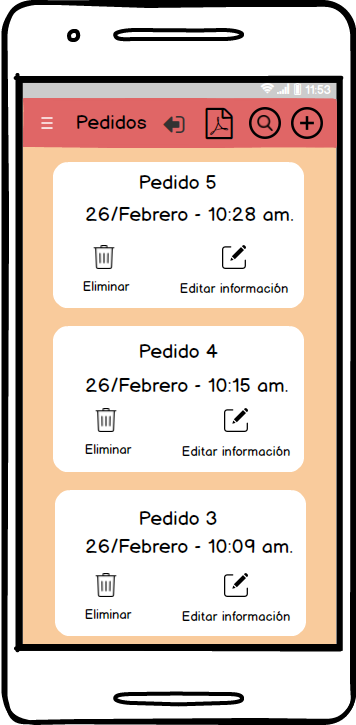 11:53
Pedidos
Pedido 5
26/Febrero - 10:28 am.
Eliminar
Editar información
Pedido 4
26/Febrero - 10:15 am.
Eliminar
Editar información
Pedido 3
26/Febrero - 10:09 am.
Eliminar
Editar información